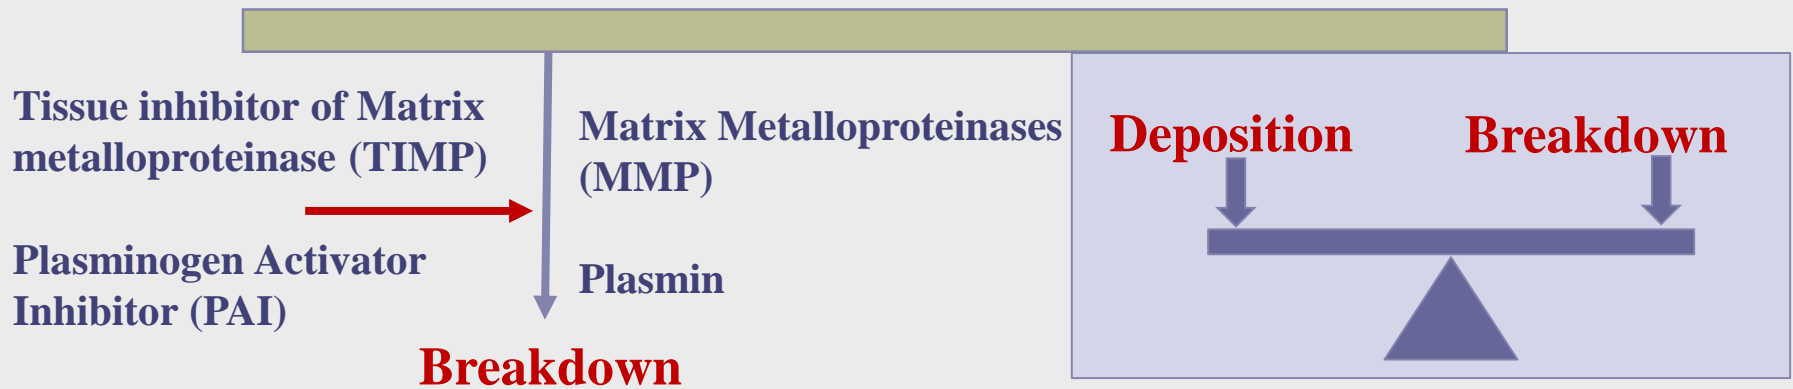 Tissue inhibitor of Matrix
metalloproteinase (TIMP)
Plasminogen Activator
Inhibitor (PAI)
Matrix Metalloproteinases
(MMP)
Plasmin
Breakdown
Deposition
Breakdown